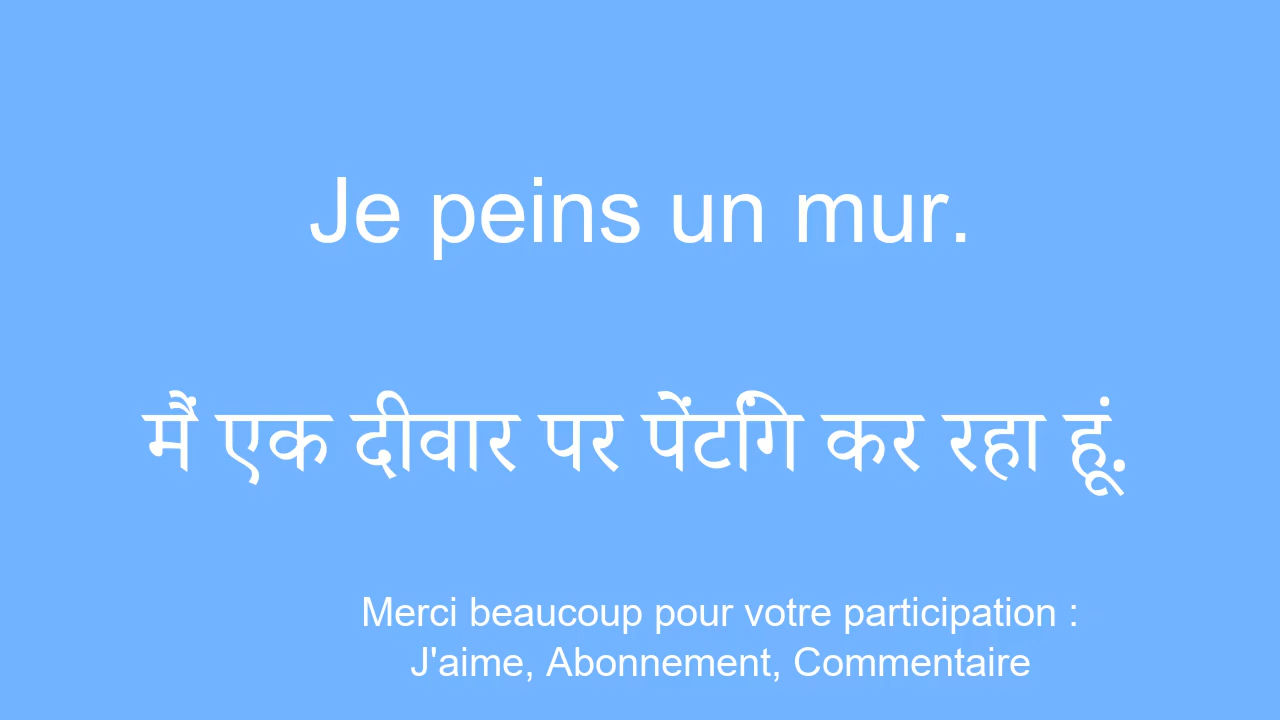 Je peins un mur.
मैं एक दीवार पर पेंटिंग कर रहा हूं.
Merci beaucoup pour votre participation :
J'aime, Abonnement, Commentaire